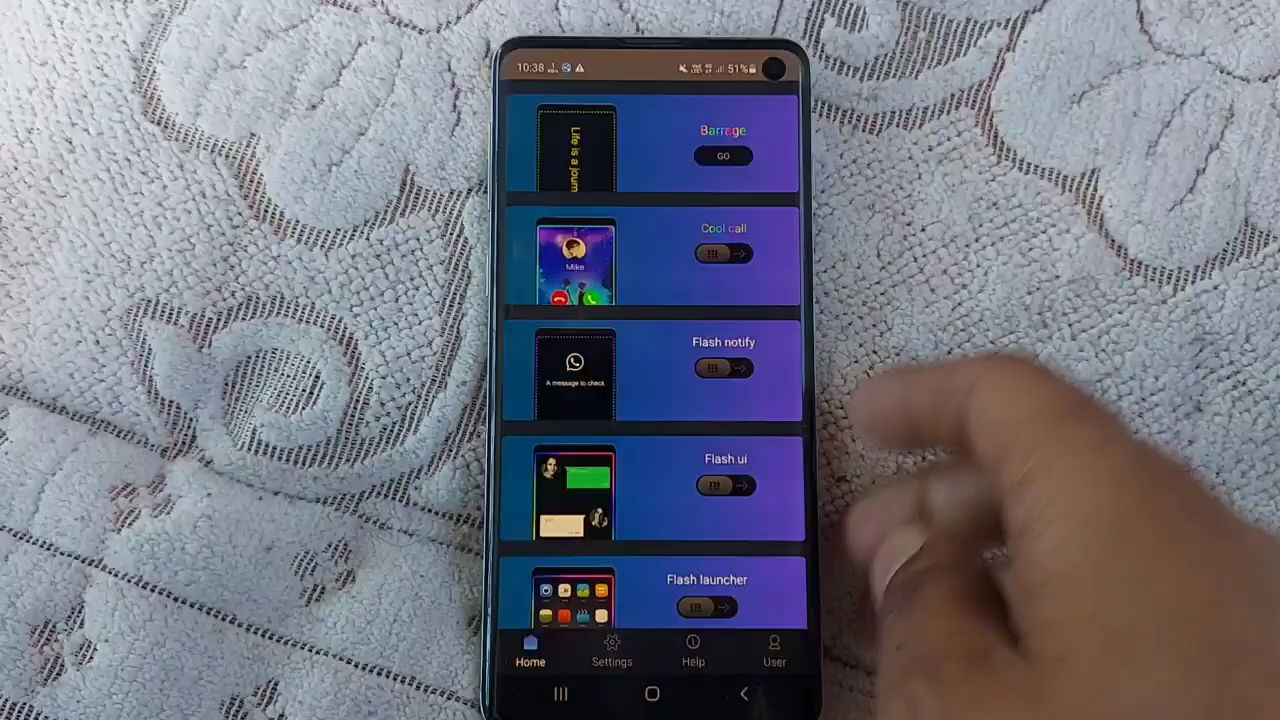 10:38
51%
Life is a journ
Barrage
GO
Mike
Cool call
A message to check
Flash notify
Flash ui
Flash launcher
Home
Settings
Help
User